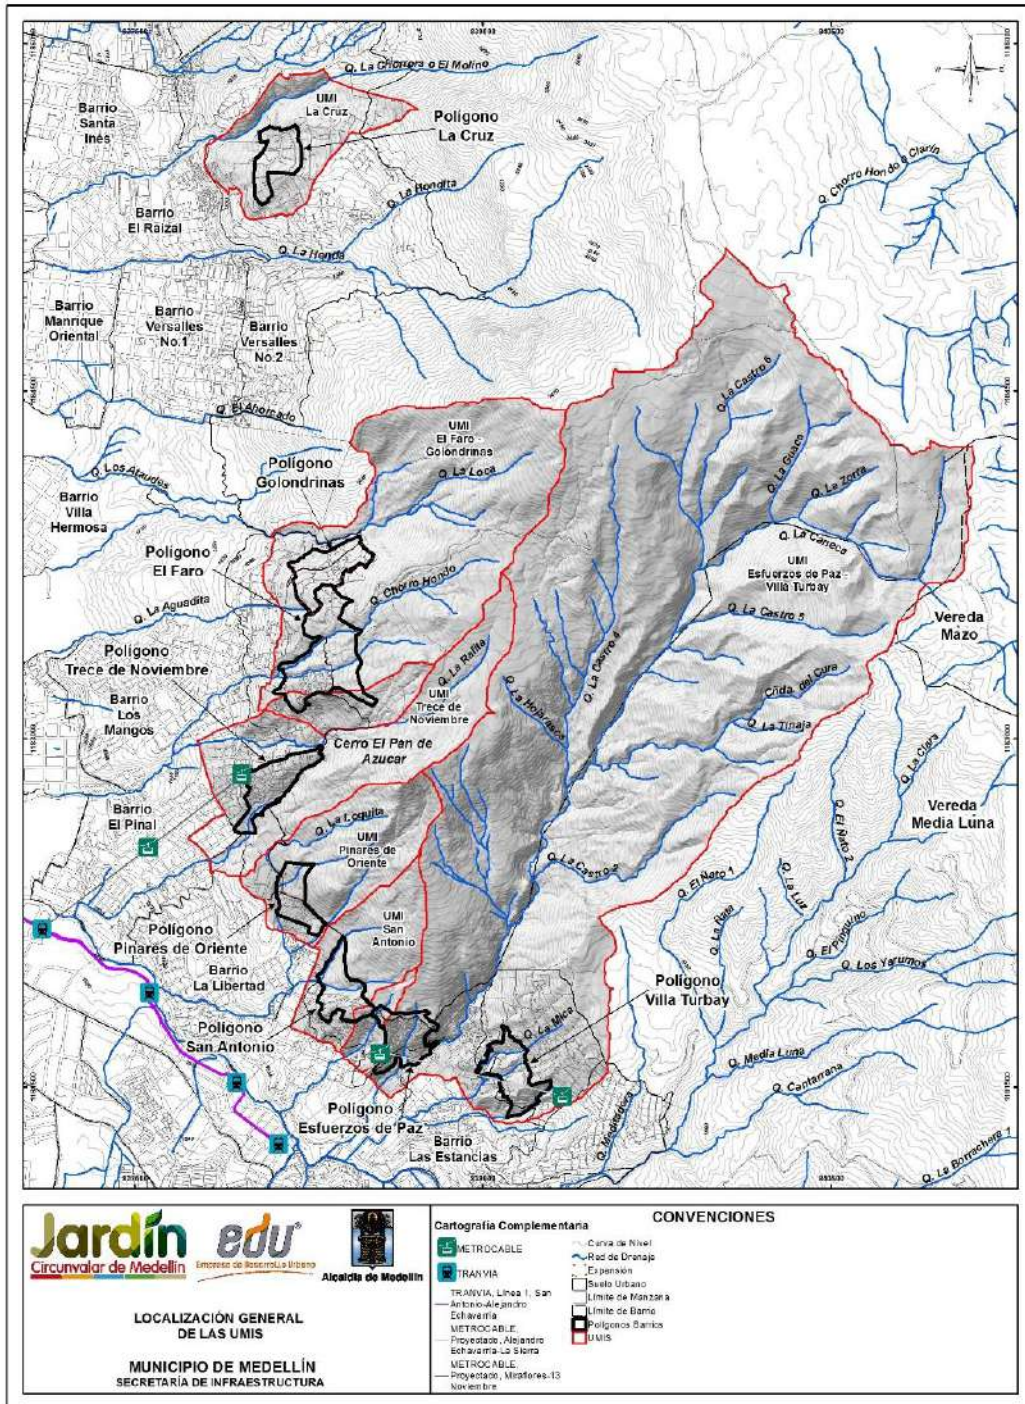 Q. La Chorrera o El Molino
UMI
La Cruz
Polígono
La Cruz
Barrio
Santa
Inés
Q. Chorro Hondo o Clarín
Q. La Hondita
Barrio
El Raizal
Q. La Honda
Barrio
Manrique
Oriental
Barrio
Versalles
No.1
Barrio
Versalles
No.2
Q. La Castro 6
Q. El Ahorcado
UMI
El Faro -
Golondrinas
Q. La Loca
Q. La Guaca
Q. La Zorra
Polígono
Golondrinas
Q. Los Ataudes
Barrio
Villa
Hermosa
Q. La Caneca
Polígono
El Faro
Q. Chorro Hondo
UMI
Esfuerzos de Paz -
Villa Turbay
Q. La Aguadita
Q. La Castro 5
Vereda
Mazo
Polígono
Trece de Noviembre
Q. La Rafita
Q. La Castro 4
Cñda. del Cura
UMI
Trece de
Noviembre
Q. La Hojarasca
Q. La Tinaja
Barrio
Los
Mangos
Cerro El Pan de
Azucar
Q. La Clara
Barrio
El Pinal
Q. La Loquita
UMI
Pinares de
Oriente
Q. El Ñato 2
Vereda
Media Luna
Q. La Castro 3
Q. El Ñato 1
Q. La Luz
Q. La Rata
UMI
San
Antonio
Polígono
Pinares de Oriente
Q. El Pingüino
Q. Los Yarumos
Barrio
La Libertad
Polígono
Villa Turbay
Polígono
San Antonio
Q. La Mica
Q. Media Luna
Q. Cantarrana
Polígono
Esfuerzos de Paz
Barrio
Las Estancias
Q. La Borrachera 1
Jardín
Circunvalar de Medellín
edu
Empresa de Desarrollo Urbano
Alcaldía de Medellín
LOCALIZACIÓN GENERAL
DE LAS UMIS
MUNICIPIO DE MEDELLÍN
SECRETARÍA DE INFRAESTRUCTURA
CONVENCIONES
Cartografía Complementaria
METROCABLE
TRANVIA
TRANVIA, Línea 1, San
Antonio-Alejandro
Echavarría
METROCABLE,
Proyectado, Alejandro
Echavarría-La Sierra
METROCABLE,
Proyectado, Miraflores-13
Noviembre
Curva de Nivel
Red de Drenaje
Expansión
Suelo Urbano
Límite de Manzana
Límite de Barrio
Polígonos Barrios
UMIS